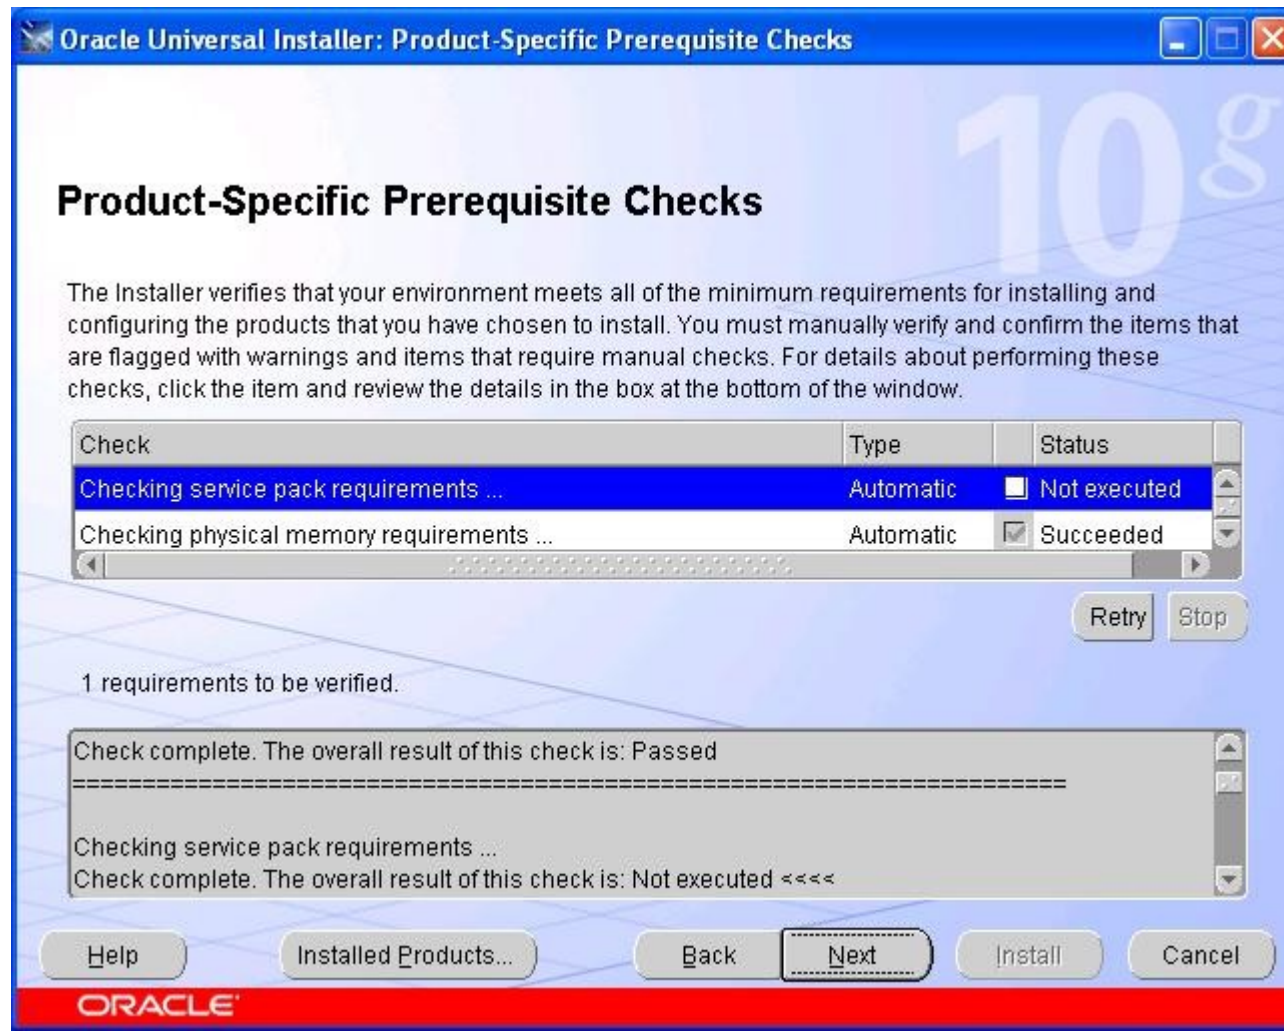 Oracle Universal Installer: Product-Specific Prerequisite Checks
10g
Product-Specific Prerequisite Checks
The Installer verifies that your environment meets all of the minimum requirements for installing and
configuring the products that you have chosen to install. You must manually verify and confirm the items that
are flagged with warnings and items that require manual checks. For details about performing these
checks, click the item and review the details in the box at the bottom of the window.
Check Type Status
Checking service pack requirements ... Automatic Not executed
Checking physical memory requirements ... Automatic Succeeded
Retry Stop
1 requirements to be verified.
Check complete. The overall result of this check is: Passed
=======================================================================
Checking service pack requirements ...
Check complete. The overall result of this check is: Not executed <<<<
Help Installed Products... Back Next Install Cancel
ORACLE